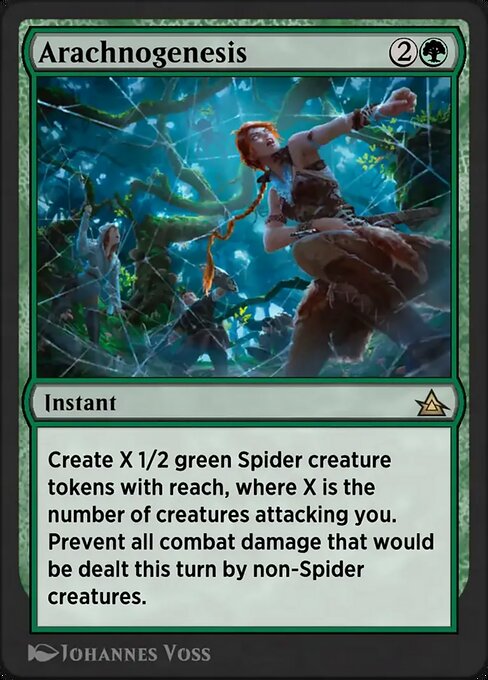 Arachnogenesis 2
Instant
Create X 1/2 green Spider creature
tokens with reach, where X is the
number of creatures attacking you.
Prevent all combat damage that would
be dealt this turn by non-Spider
creatures.
Johannes Voss